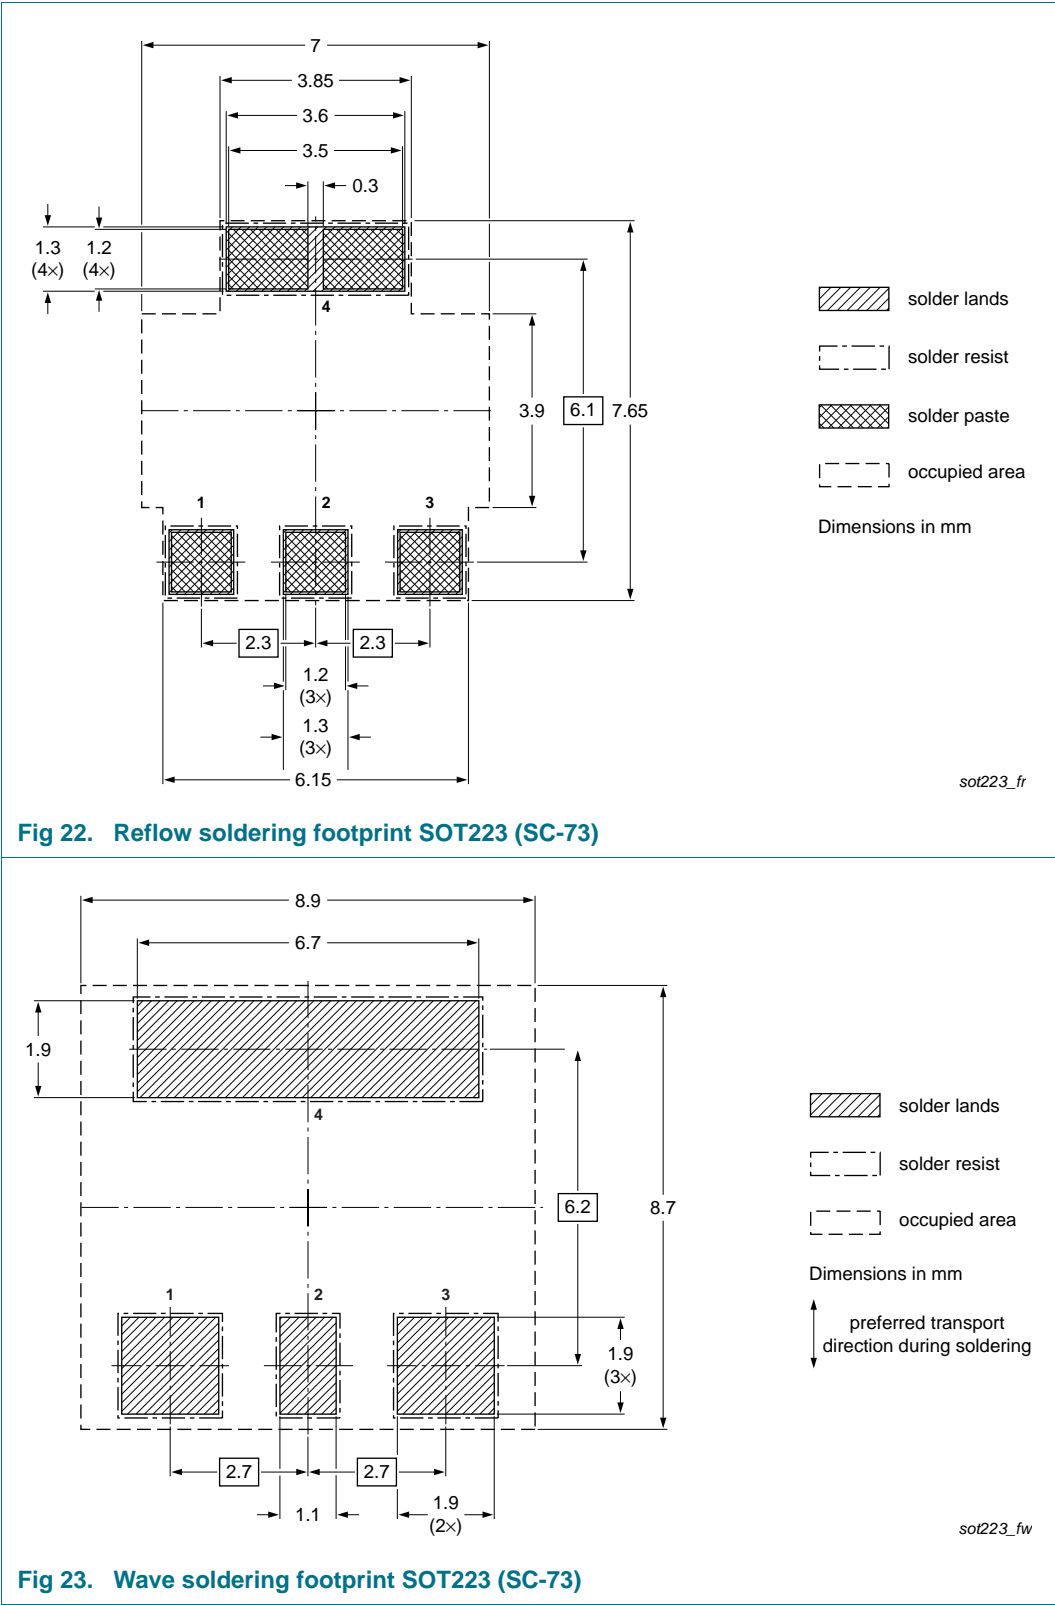 7
3.85
3.6
3.5
0.3
1.3
(4×)
1.2
(4×)
4
solder lands
solder resist
solder paste
occupied area
Dimensions in mm
3.9
6.1
7.65
1
2
3
2.3
2.3
1.2
(3×)
1.3
(3×)
6.15
sot223_fr
Fig 22. Reflow soldering footprint SOT223 (SC-73)
8.9
6.7
1.9
4
solder lands
solder resist
occupied area
Dimensions in mm
preferred transport
direction during soldering
6.2
8.7
1
2
3
1.9
(3×)
2.7
2.7
1.1
1.9
(2×)
sot223_fw
Fig 23. Wave soldering footprint SOT223 (SC-73)